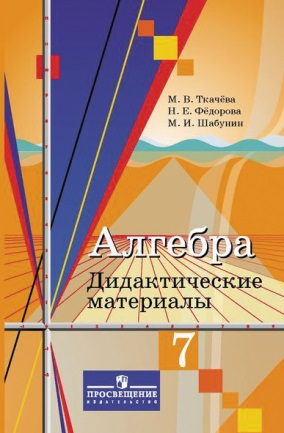 М. В. Ткачёва
Н. Е. Фёдорова
М. И. Шабунин
Алгебра
Дидактические
материалы
7
ПРОСВЕЩЕНИЕ
ИЗДАТЕЛЬСТВО